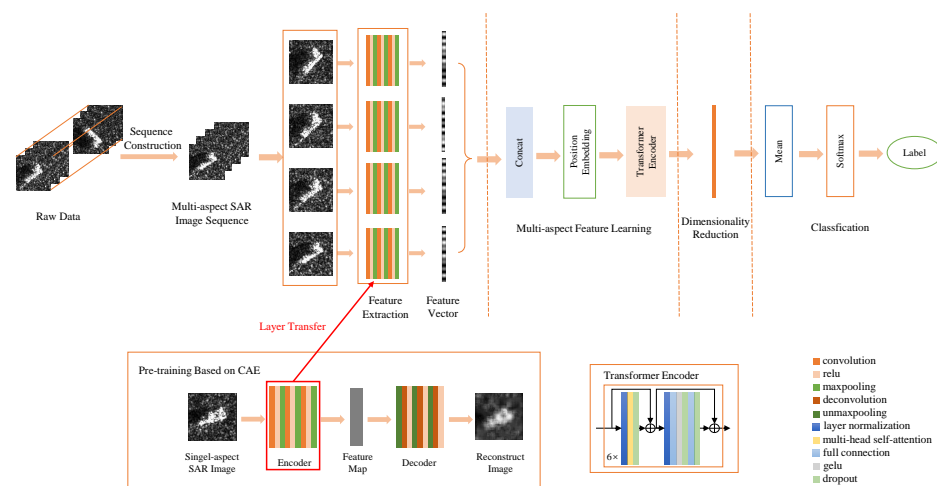 Sequence
Construction
Raw Data
Multi-aspect SAR
Image Sequence
Feature
Extraction
Feature
Vector
Concat
Position
Embedding
Transformer
Encoder
Multi-aspect Feature Learning
Dimensionality
Reduction
Mean
Softmax
Label
Classfication
Layer Transfer
Pre-training Based on CAE
Singel-aspect
SAR Image
Encoder
Feature
Map
Decoder
Reconstruct
Image
Transformer Encoder
6×
convolution
relu
maxpooling
deconvolution
unmaxpooling
layer normalization
multi-head self-attention
full connection
gelu
dropout